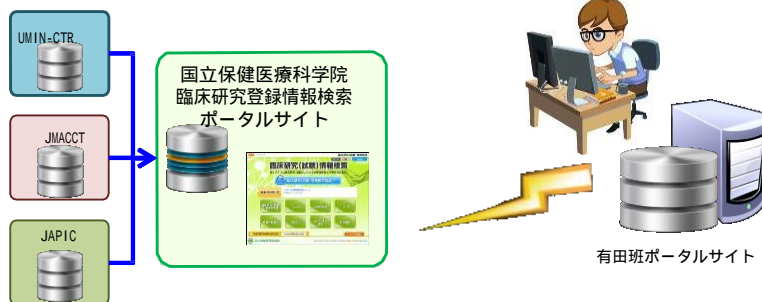 UMIN-CTR
JMACCT
JAPIC
国立保健医療科学院
臨床研究登録情報検索
ポータルサイト
臨床研究(試験)情報検索
有田班ポータルサイト